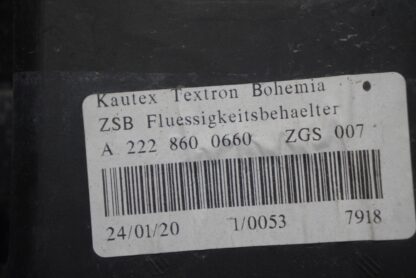 Kautex Textron Bohemia
ZSB Fluessigkeitsbehaelter
A 222 860 0660 ZGS 007
24/01/20 1/0053 7918